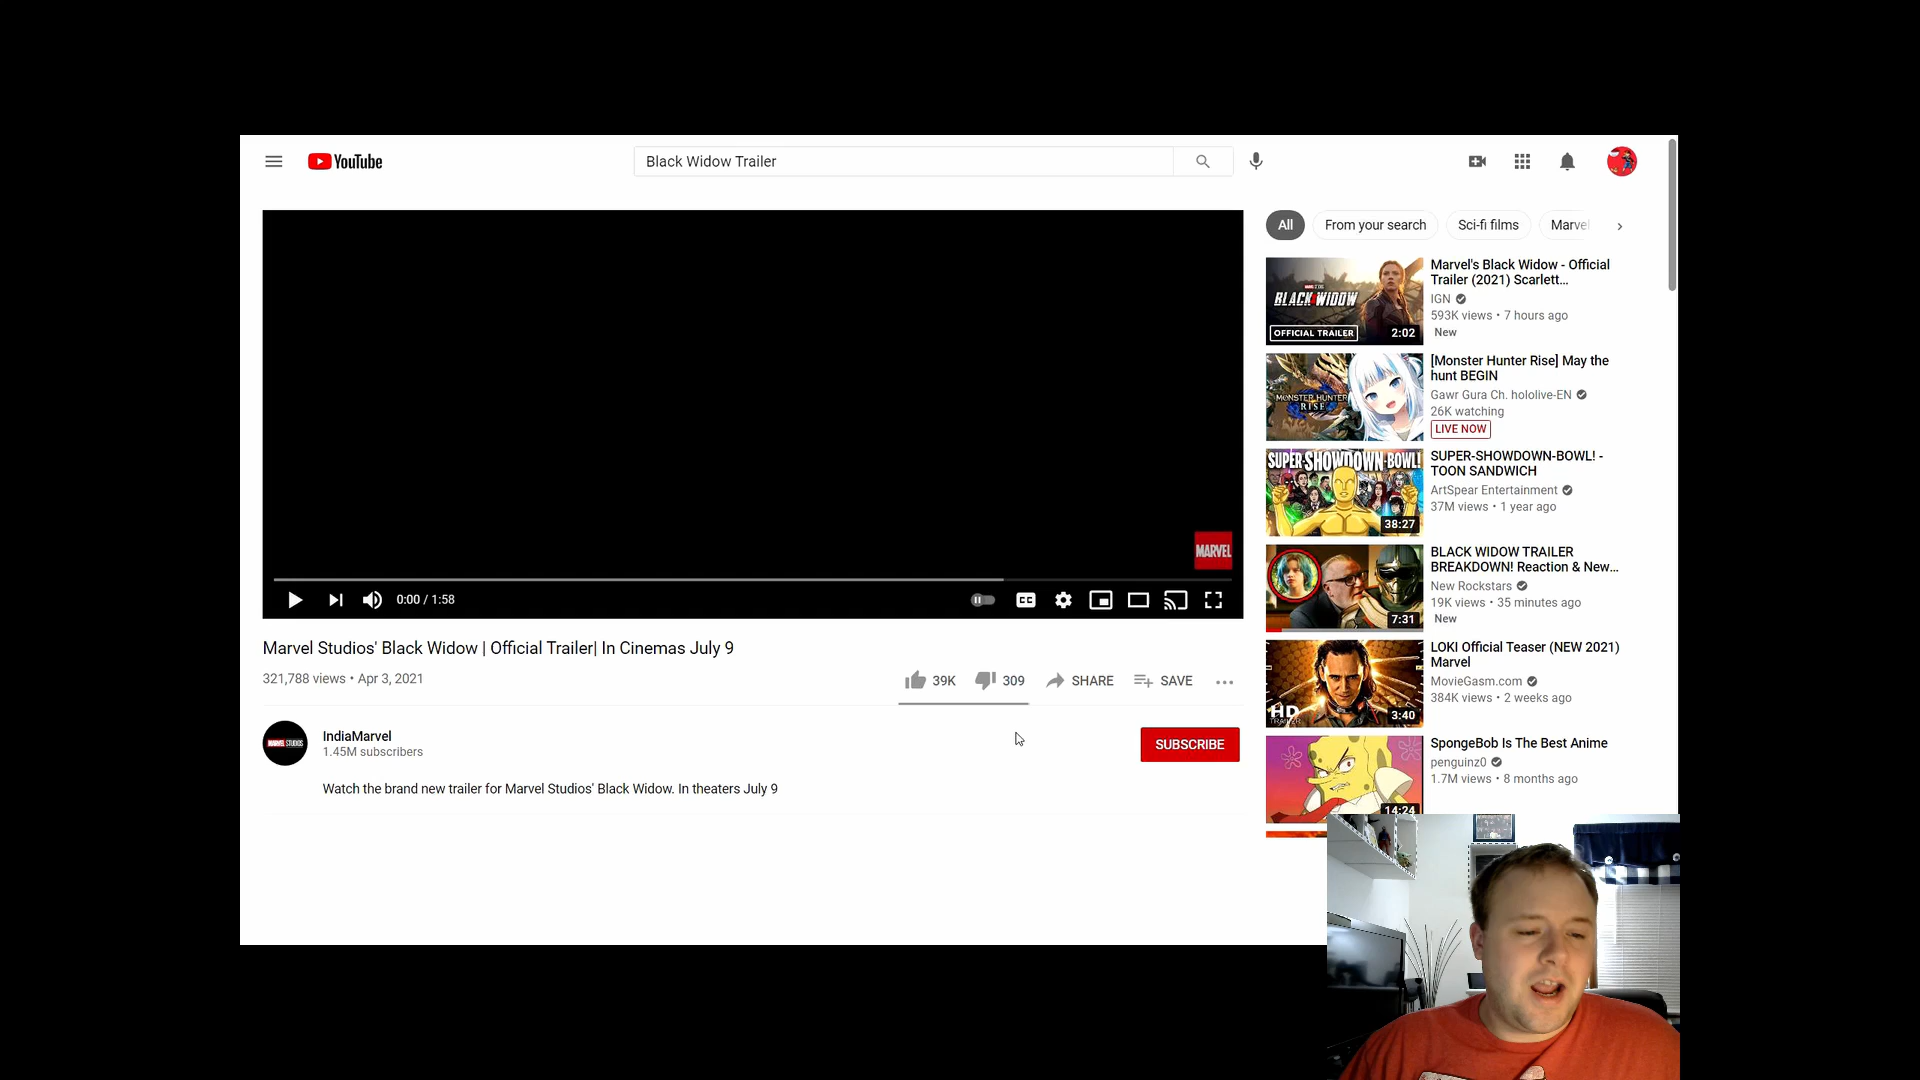 YouTube
Black Widow Trailer
MARVEL
0:00 / 1:58
CC
Marvel Studios' Black Widow | Official Trailer| In Cinemas July 9
321,788 views • Apr 3, 2021
39K
309
SHARE
SAVE
MARVEL STUDIOS
IndiaMarvel
1.45M subscribers
SUBSCRIBE
Watch the brand new trailer for Marvel Studios' Black Widow. In theaters July 9
All
From your search
Sci-fi films
Marvel
BLACK WIDOW
OFFICIAL TRAILER
2:02
Marvel's Black Widow - Official
Trailer (2021) Scarlett...
IGN
593K views • 7 hours ago
New
MONSTER HUNTER
RISE
[Monster Hunter Rise] May the
hunt BEGIN
Gawr Gura Ch. hololive-EN
26K watching
LIVE NOW
SUPER-SHOWDOWN-BOWL!
38:27
SUPER-SHOWDOWN-BOWL! -
TOON SANDWICH
ArtSpear Entertainment
37M views • 1 year ago
7:31
BLACK WIDOW TRAILER
BREAKDOWN! Reaction & New...
New Rockstars
19K views • 35 minutes ago
New
HD
TRAILER
3:40
LOKI Official Teaser (NEW 2021)
Marvel
MovieGasm.com
384K views • 2 weeks ago
14:24
SpongeBob Is The Best Anime
penguinz0
1.7M views • 8 months ago